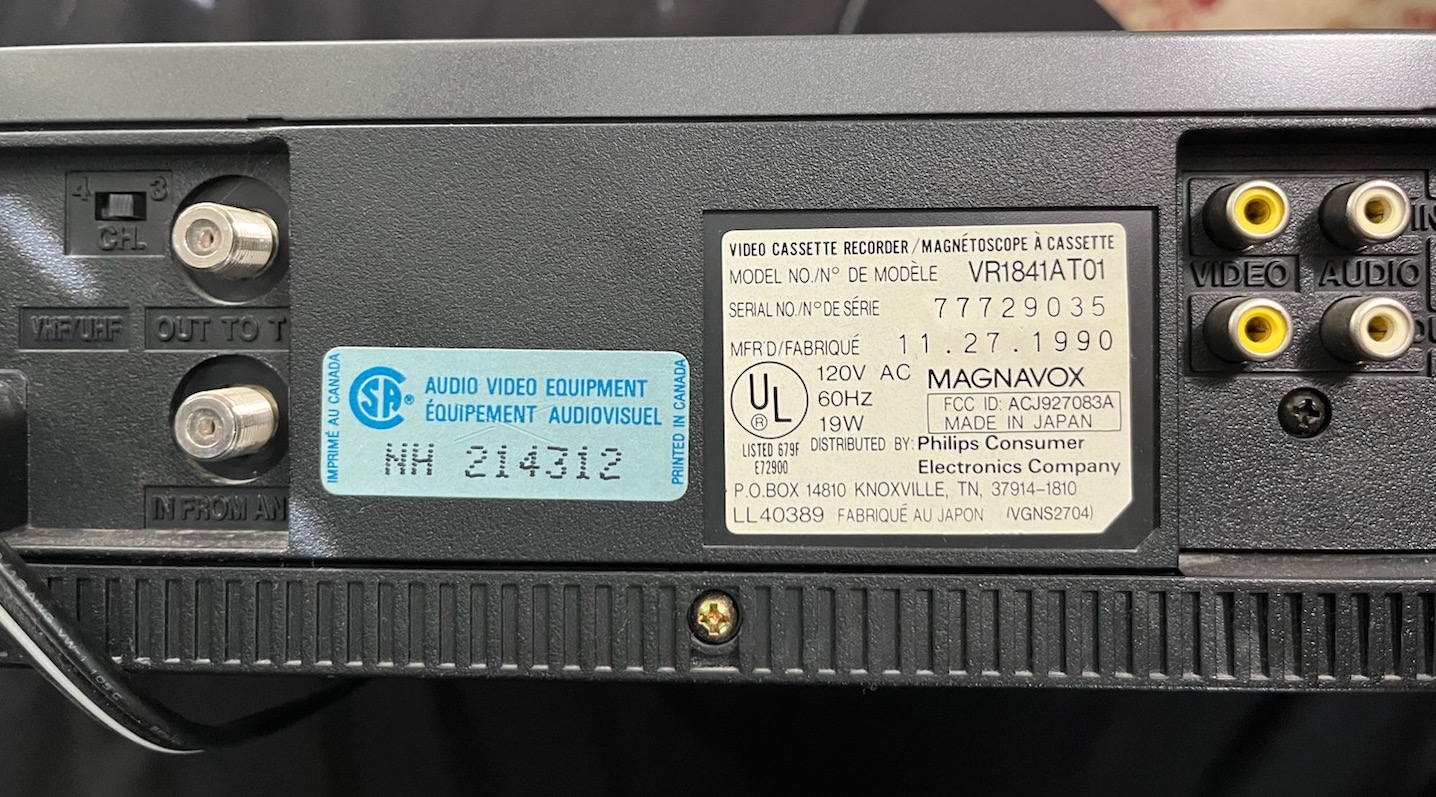 4 3
CH.
VHF/UHF
OUT TO T
IN FROM AN
IMPRIMÉ AU CANADA
SA®
AUDIO VIDEO EQUIPMENT
ÉQUIPEMENT AUDIOVISUEL
NH 214312
PRINTED IN CANADA
VIDEO CASSETTE RECORDER/MAGNÉTOSCOPE À CASSETTE
MODEL NO./Nº DE MODÈLE VR1841AT01
SERIAL NO./Nº DE SÉRIE 77729035
MFR'D/FABRIQUÉ 11.27.1990
UL®
LISTED 679F
E72900
120V AC
60HZ
19W
MAGNAVOX
FCC ID: ACJ927083A
MADE IN JAPAN
DISTRIBUTED BY: Philips Consumer
Electronics Company
P.O.BOX 14810 KNOXVILLE, TN, 37914-1810
LL40389 FABRIQUÉ AU JAPON (VGNS2704)
IN
VIDEO AUDIO